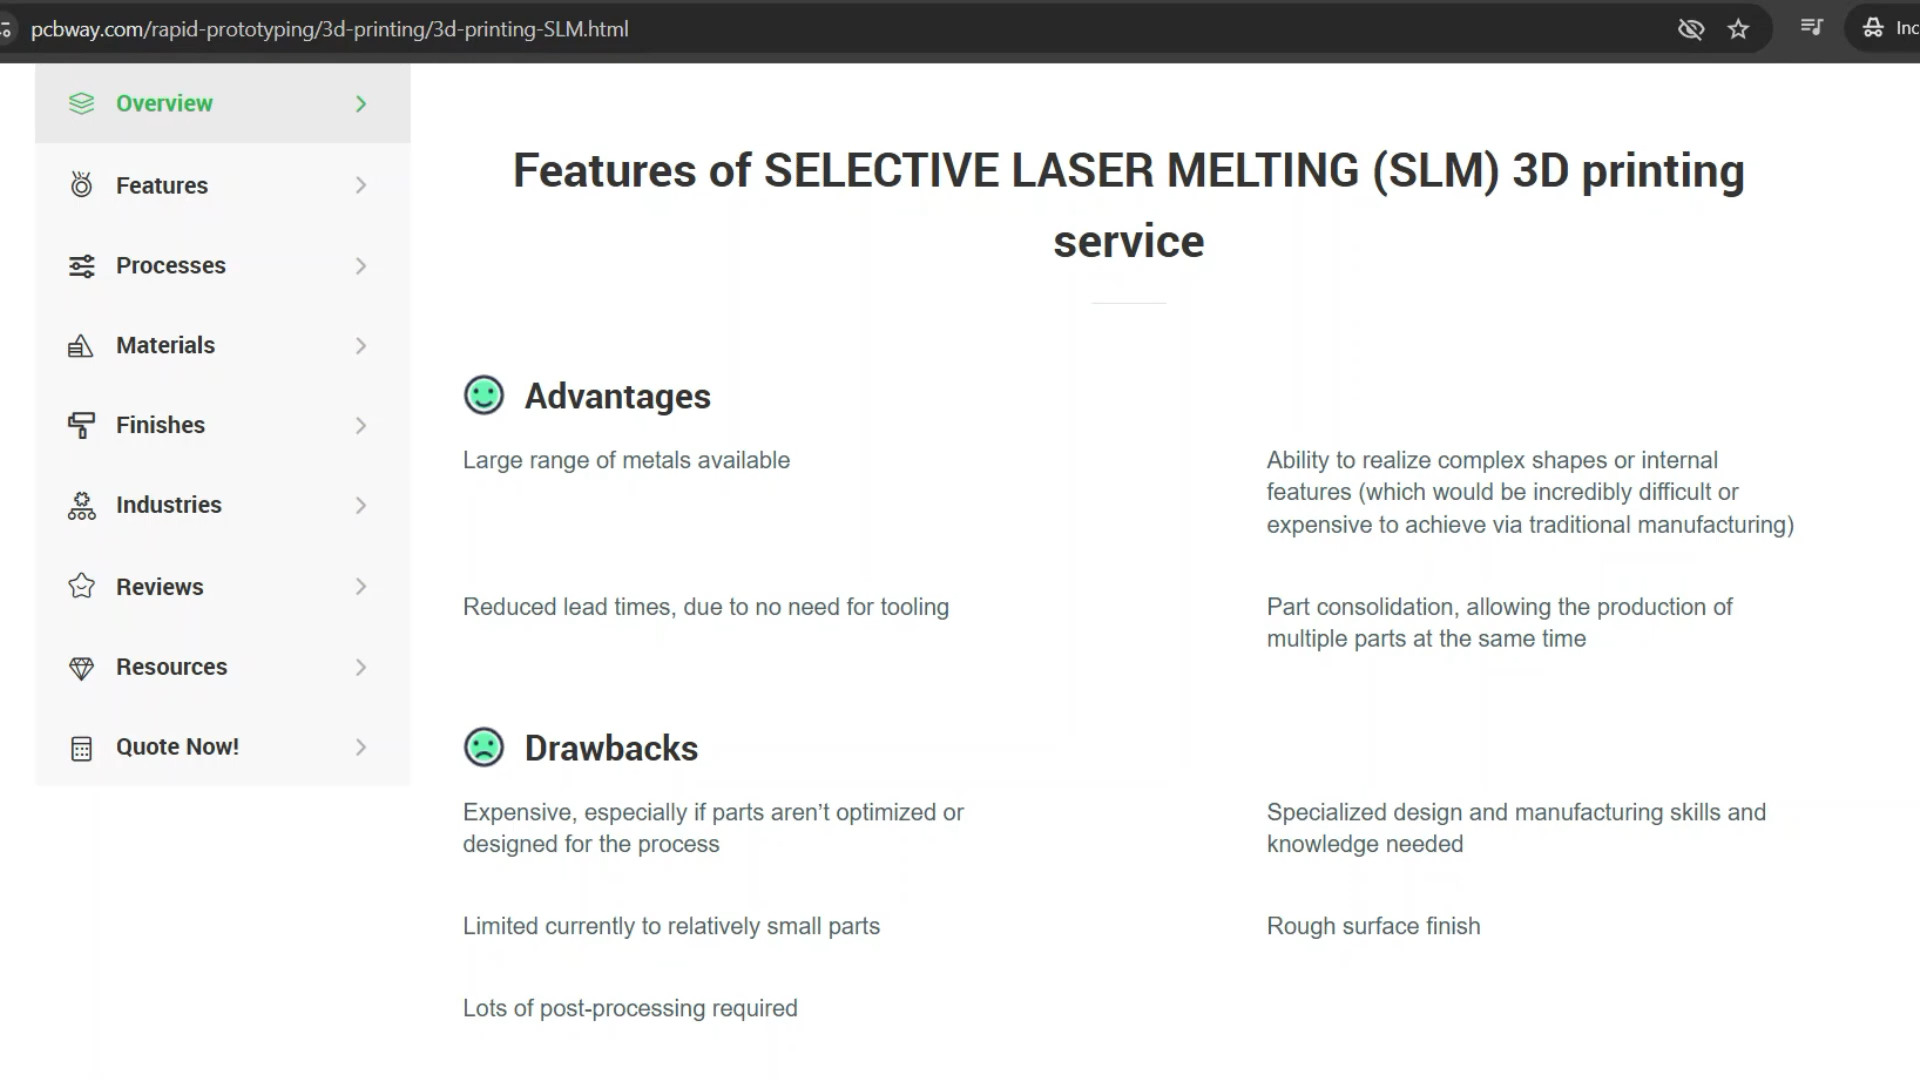 pcbway.com/rapid-prototyping/3d-printing/3d-printing-SLM.html
Inc
Overview
Features
Processes
Materials
Finishes
Industries
Reviews
Resources
Quote Now!
Features of SELECTIVE LASER MELTING (SLM) 3D printing
service
Advantages
Large range of metals available
Ability to realize complex shapes or internal
features (which would be incredibly difficult or
expensive to achieve via traditional manufacturing)
Reduced lead times, due to no need for tooling
Part consolidation, allowing the production of
multiple parts at the same time
Drawbacks
Expensive, especially if parts aren’t optimized or
designed for the process
Specialized design and manufacturing skills and
knowledge needed
Limited currently to relatively small parts
Rough surface finish
Lots of post-processing required